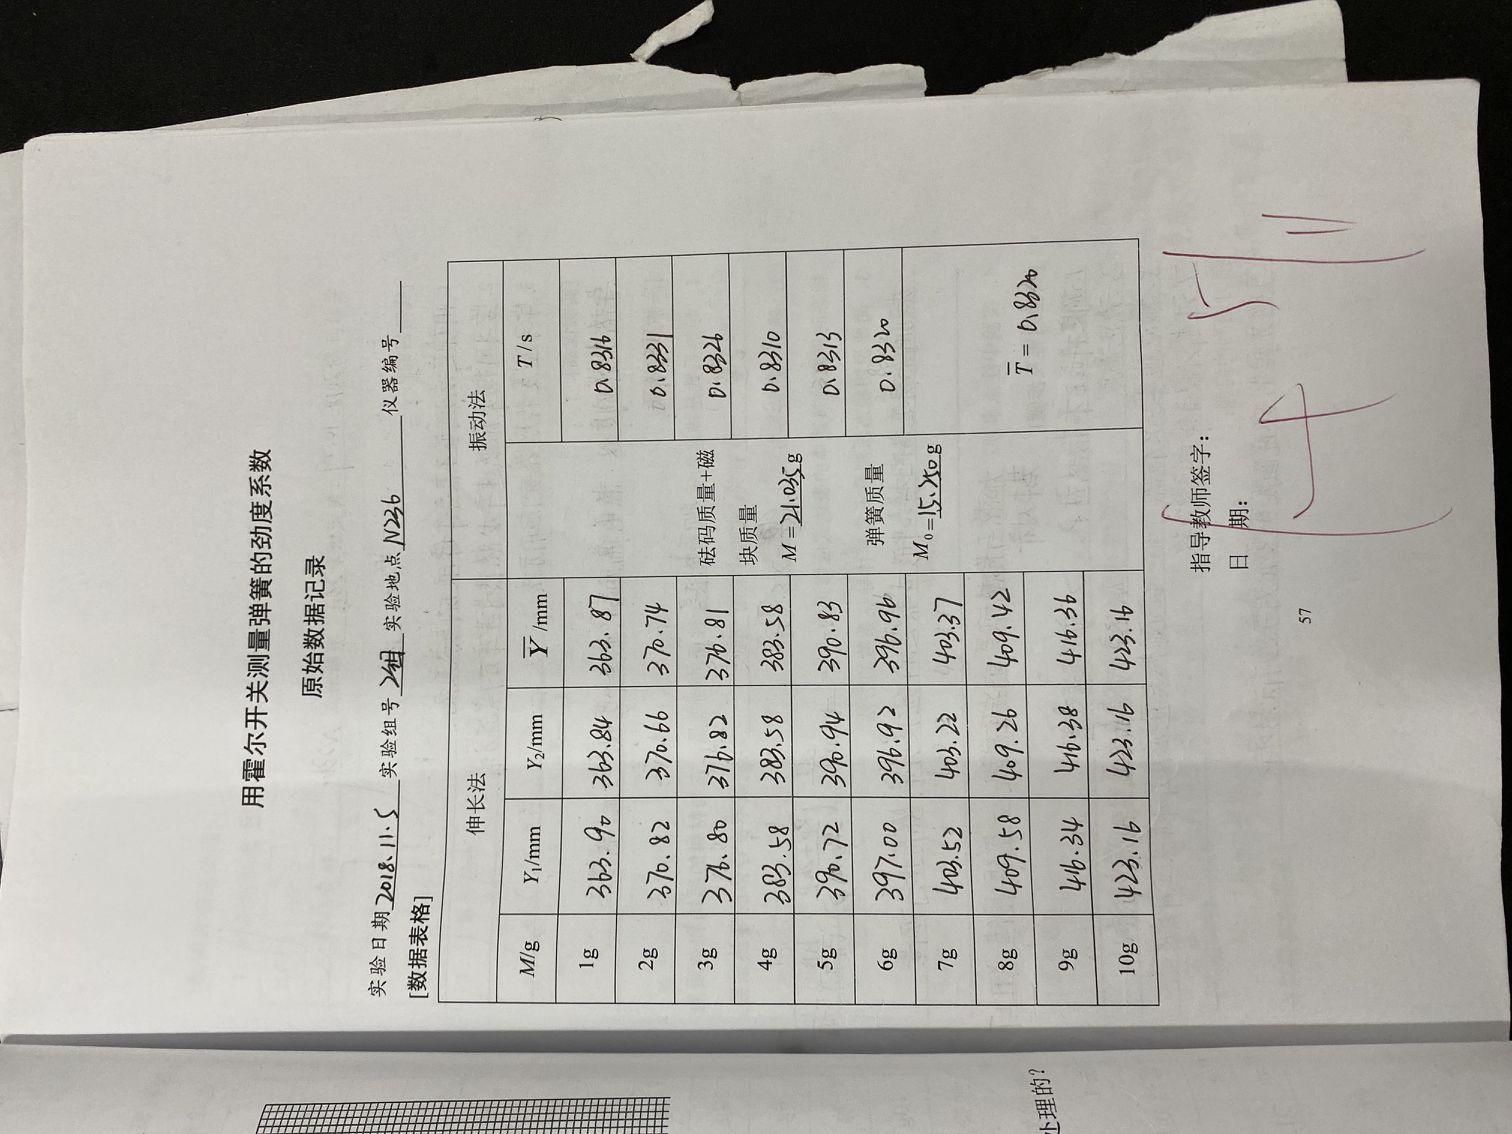 用霍尔开关测量弹簧的劲度系数
原始数据记录
实验日期 2018.11.5 实验组号 2组 实验地点 N236 仪器编号
[数据表格]
伸长法 振动法
M/g Y₁/mm Y₂/mm Y̅/mm T/s
1g 363.90 363.84 363.87 0.8316
2g 370.82 370.66 370.74 0.8331
3g 376.80 376.82 376.81 0.8326
4g 383.58 383.58 383.58 0.8310
5g 390.72 390.94 390.83 0.8313
6g 397.00 396.92 396.96 0.8320
7g 403.52 403.22 403.37
8g 409.58 409.26 409.42
9g 416.34 416.38 416.36
10g 423.16 423.16 423.16
砝码质量+磁
块质量
M=21.035g
弹簧质量
M₀=15.250g
T̅= 0.8320
指导教师签字：
日 期：
5/11
57
处理的?